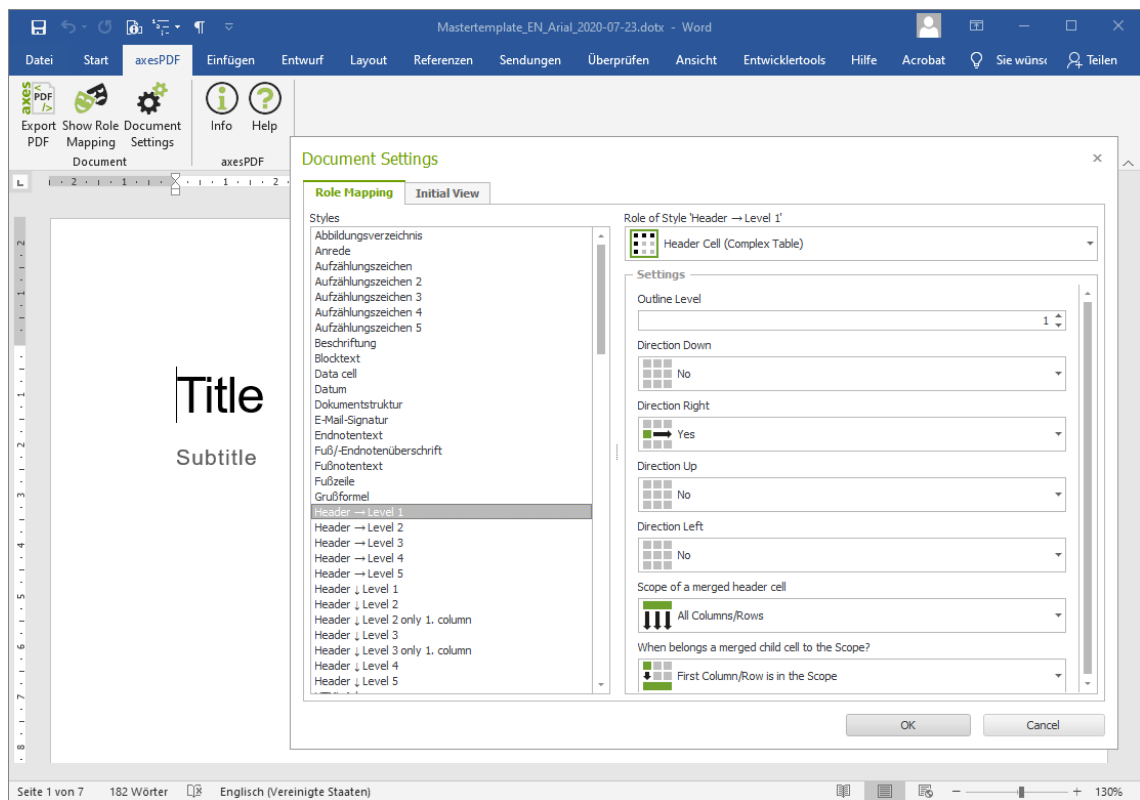 Mastertemplate_EN_Arial_2020-07-23.dotx - Word
Datei Start axesPDF Einfügen Entwurf Layout Referenzen Sendungen Überprüfen Ansicht Entwicklertools Hilfe Acrobat Sie wünsc Teilen
axes PDF
Export PDF
Show Role Mapping
Document Settings
Info
Help
Document
axesPDF
Title
Subtitle
Document Settings
Role Mapping
Initial View
Styles
Abbildungsverzeichnis
Anrede
Aufzählungszeichen
Aufzählungszeichen 2
Aufzählungszeichen 3
Aufzählungszeichen 4
Aufzählungszeichen 5
Beschriftung
Blocktext
Data cell
Datum
Dokumentstruktur
E-Mail-Signatur
Endnotentext
Fuß/-Endnotenüberschrift
Fußnotentext
Fußzeile
Grußformel
Header → Level 1
Header → Level 2
Header → Level 3
Header → Level 4
Header → Level 5
Header ↓ Level 1
Header ↓ Level 2
Header ↓ Level 2 only 1. column
Header ↓ Level 3
Header ↓ Level 3 only 1. column
Header ↓ Level 4
Header ↓ Level 5
Role of Style 'Header → Level 1'
Header Cell (Complex Table)
Settings
Outline Level
1
Direction Down
No
Direction Right
Yes
Direction Up
No
Direction Left
No
Scope of a merged header cell
All Columns/Rows
When belongs a merged child cell to the Scope?
First Column/Row is in the Scope
OK
Cancel
Seite 1 von 7 182 Wörter Englisch (Vereinigte Staaten) 130%